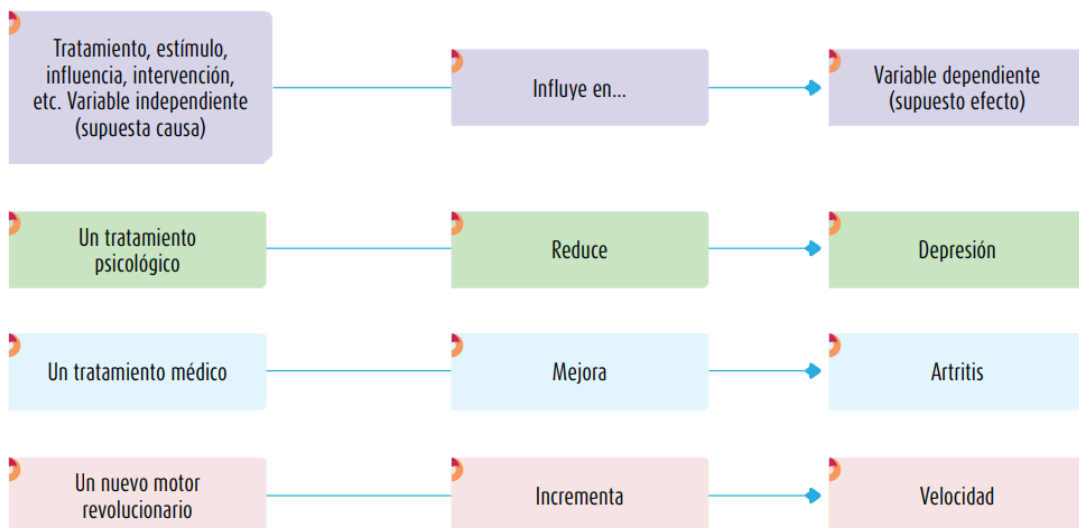 Tratamiento, estímulo,
influencia, intervención,
etc. Variable independiente
(supuesta causa)
Influye en...
Variable dependiente
(supuesto efecto)
Un tratamiento
psicológico
Reduce
Depresión
Un tratamiento médico
Mejora
Artritis
Un nuevo motor
revolucionario
Incrementa
Velocidad